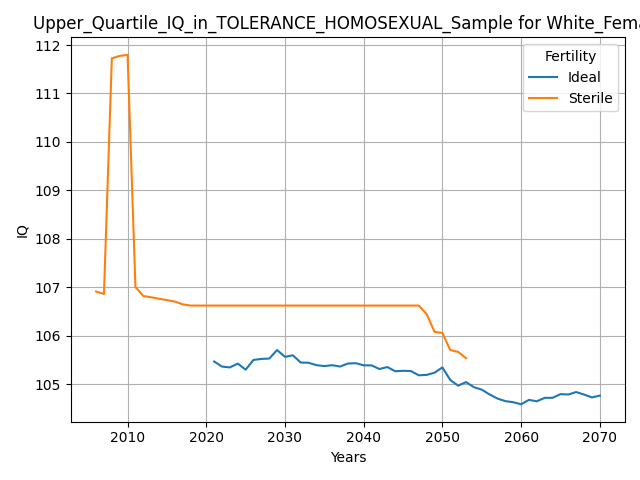 Upper_Quartile_IQ_in_TOLERANCE_HOMOSEXUAL_Sample for White_Fema
112
111
110
109
108
107
106
105
IQ
Fertility
Ideal
Sterile
2010 2020 2030 2040 2050 2060 2070
Years